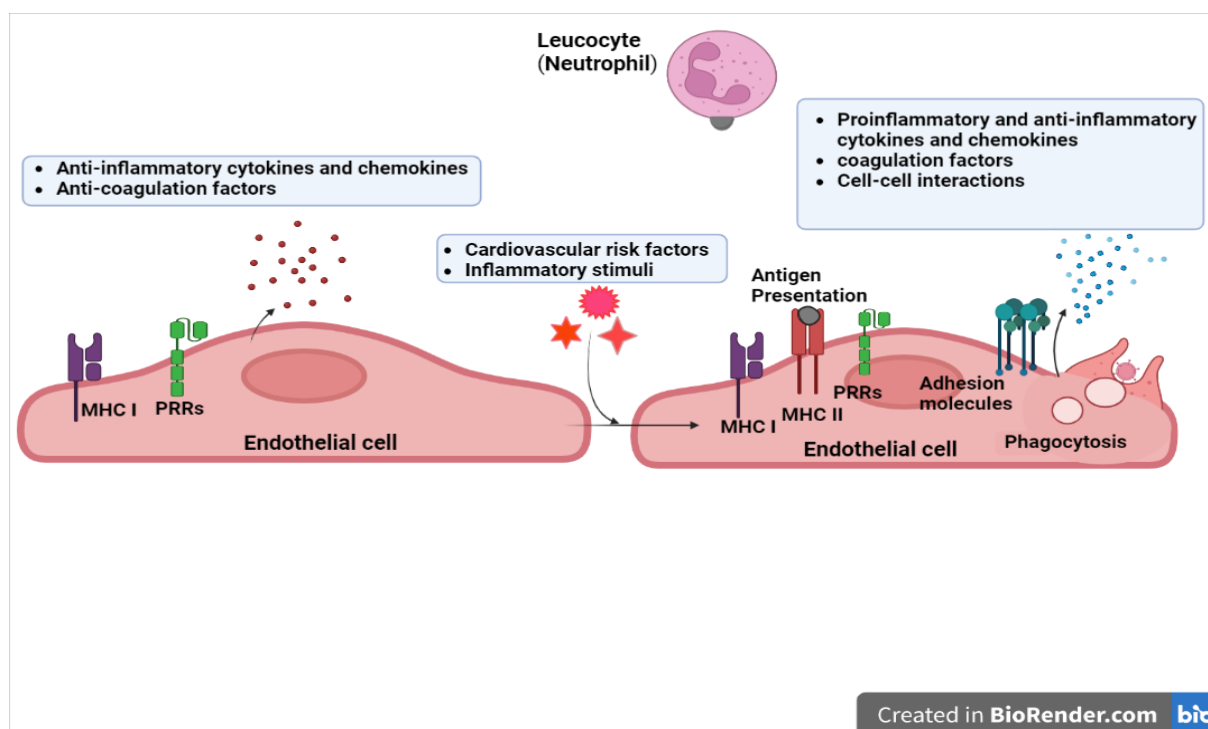 Leucocyte
(Neutrophil)
• Proinflammatory and anti-inflammatory
cytokines and chemokines
• coagulation factors
• Cell-cell interactions
• Anti-inflammatory cytokines and chemokines
• Anti-coagulation factors
• Cardiovascular risk factors
• Inflammatory stimuli
Antigen
Presentation
MHC I
PRRs
Endothelial cell
MHC I
MHC II
PRRs
Adhesion
molecules
Phagocytosis
Endothelial cell
Created in BioRender.com
bio